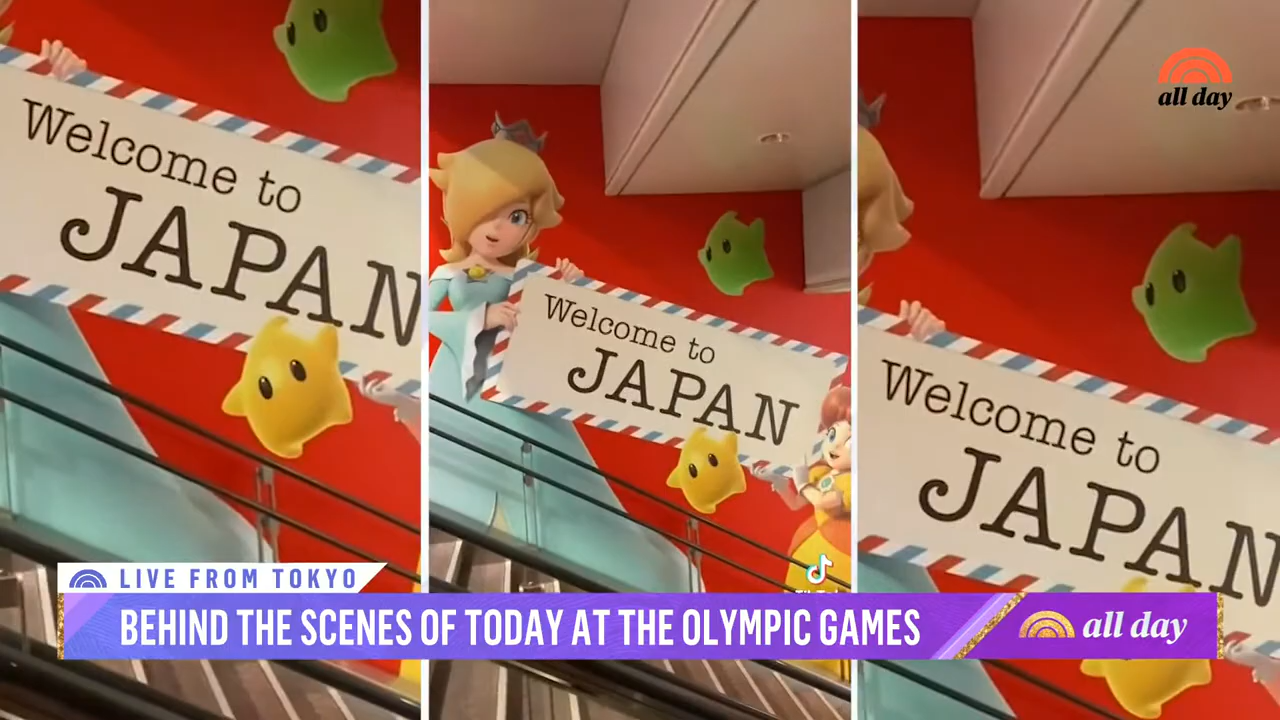 all day
Welcome to
JAPAN
Welcome to
JAPAN
Welcome to
JAPAN
LIVE FROM TOKYO
BEHIND THE SCENES OF TODAY AT THE OLYMPIC GAMES
all day